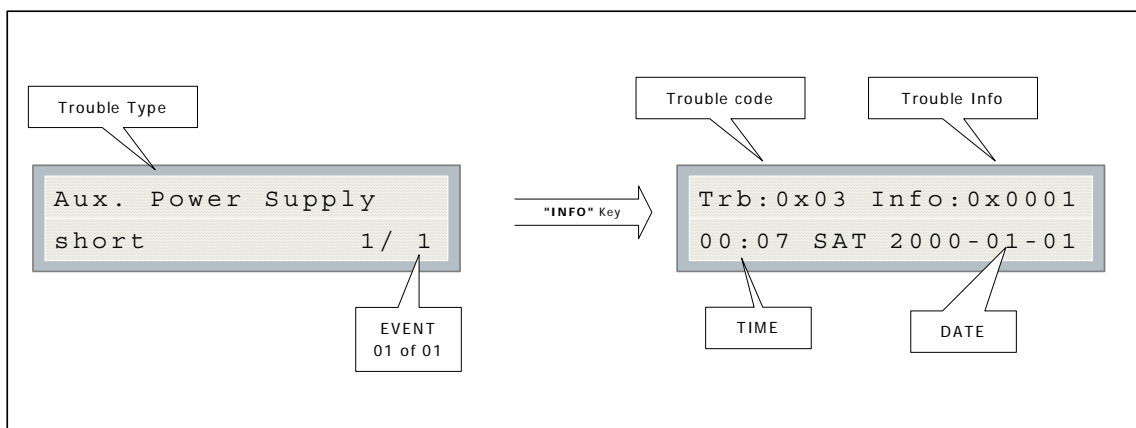 Trouble Type
Aux. Power Supply
short 1/ 1
EVENT
01 of 01
"INFO" Key
Trouble code
Trouble Info
Trb:0x03 Info:0x0001
00:07 SAT 2000-01-01
TIME
DATE